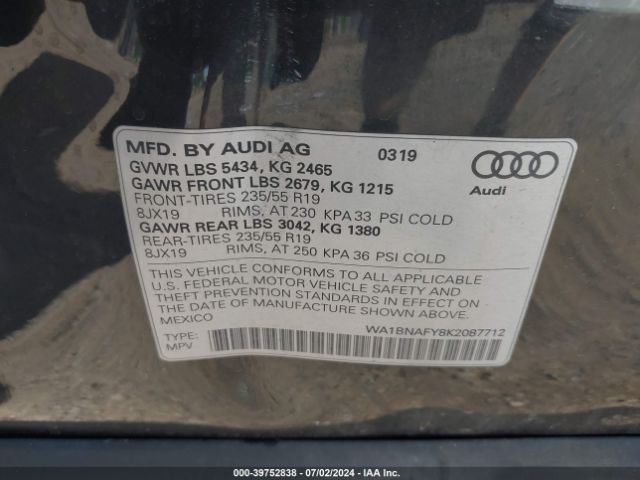 MFD. BY AUDI AG 0319
GVWR LBS 5434, KG 2465
GAWR FRONT LBS 2679, KG 1215
FRONT-TIRES 235/55 R19
8JX19 RIMS, AT 230 KPA 33 PSI COLD
GAWR REAR LBS 3042, KG 1380
REAR-TIRES 235/55 R19
8JX19 RIMS, AT 250 KPA 36 PSI COLD
Audi
THIS VEHICLE CONFORMS TO ALL APPLICABLE
U.S. FEDERAL MOTOR VEHICLE SAFETY AND
THEFT PREVENTION STANDARDS IN EFFECT ON
THE DATE OF MANUFACTURE SHOWN ABOVE.
MEXICO
TYPE: WA1BNAFY8K2087712
MPV
000-39752838 - 07/02/2024 - IAAI.COM